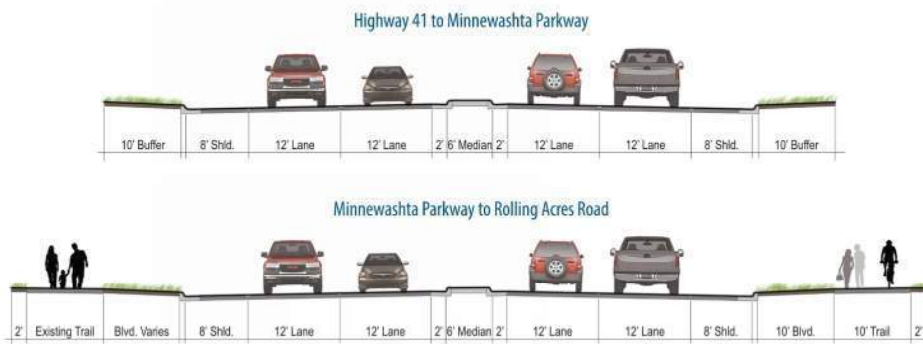 Highway 41 to Minnewashta Parkway
10' Buffer 8' Shld. 12' Lane 12' Lane 2' 6' Median 2' 12' Lane 12' Lane 8' Shld. 10' Buffer
Minnewashta Parkway to Rolling Acres Road
2' Existing Trail Blvd. Varies 8' Shld. 12' Lane 12' Lane 2' 6' Median 2' 12' Lane 12' Lane 8' Shld. 10' Blvd. 10' Trail 2'